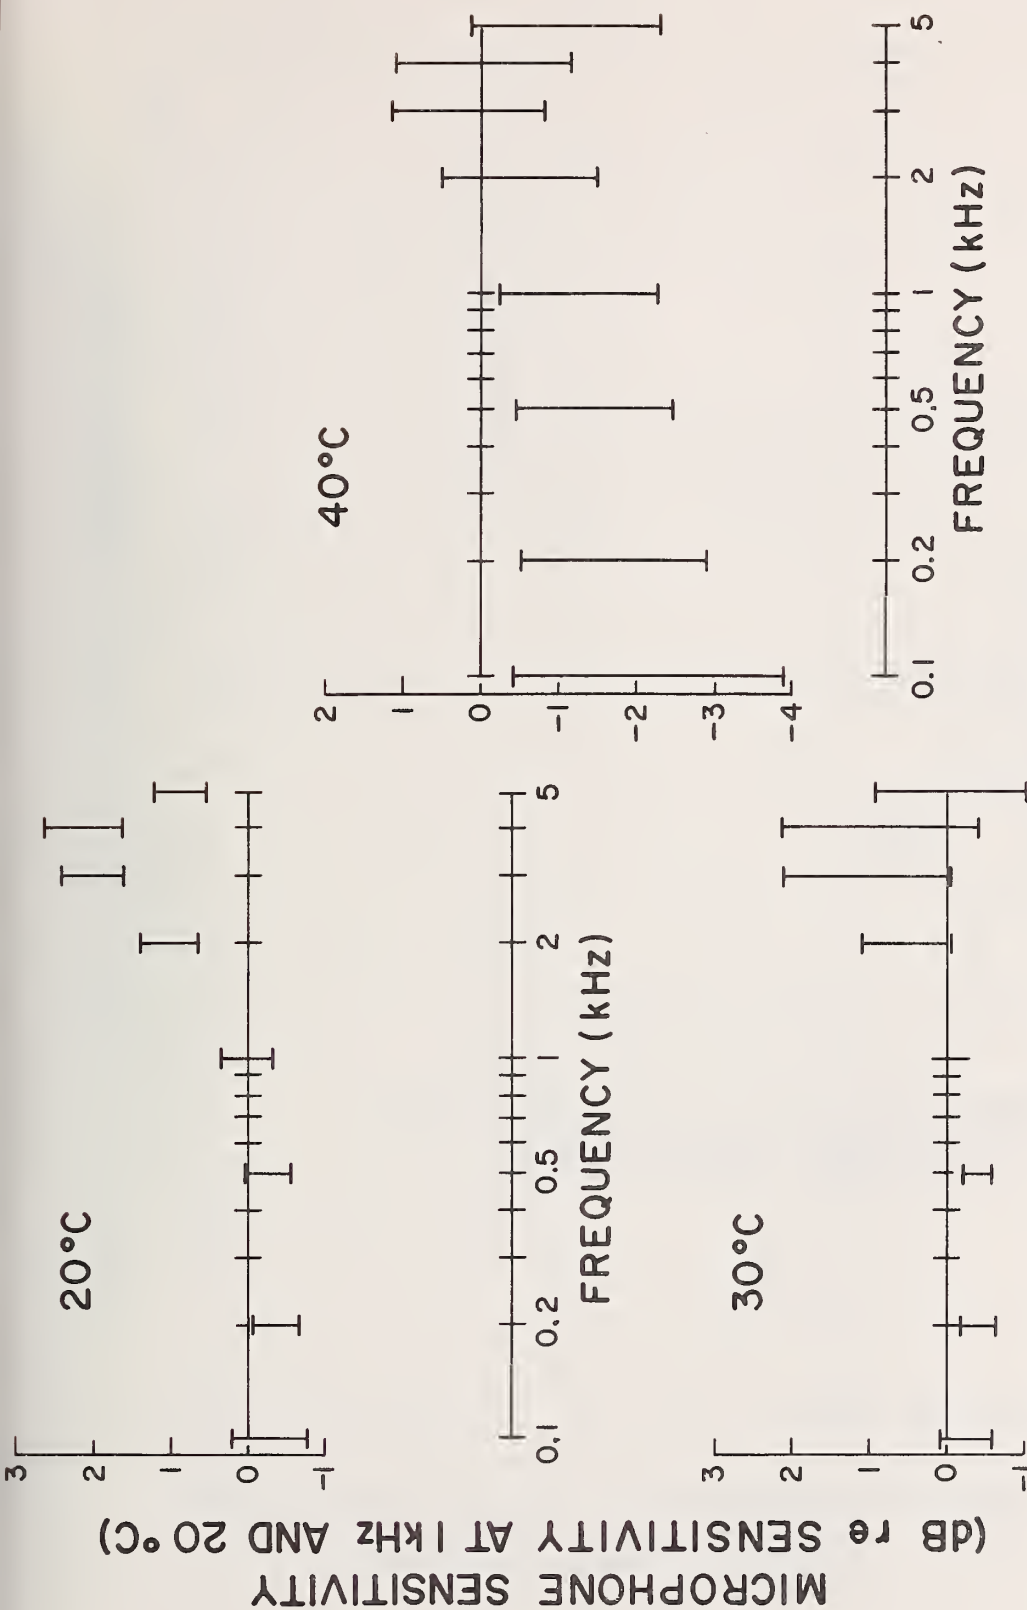 MICROPHONE SENSITIVITY
(dB re SENSITIVITY AT 1 kHz AND 20 °C)
20°C
3
2
1
0
-1
0.1 0.2 0.5 1 2 5
FREQUENCY (kHz)
30°C
3
2
1
0
-1
40°C
2
1
0
-1
-2
-3
-4
0.1 0.2 0.5 1 2 5
FREQUENCY (kHz)